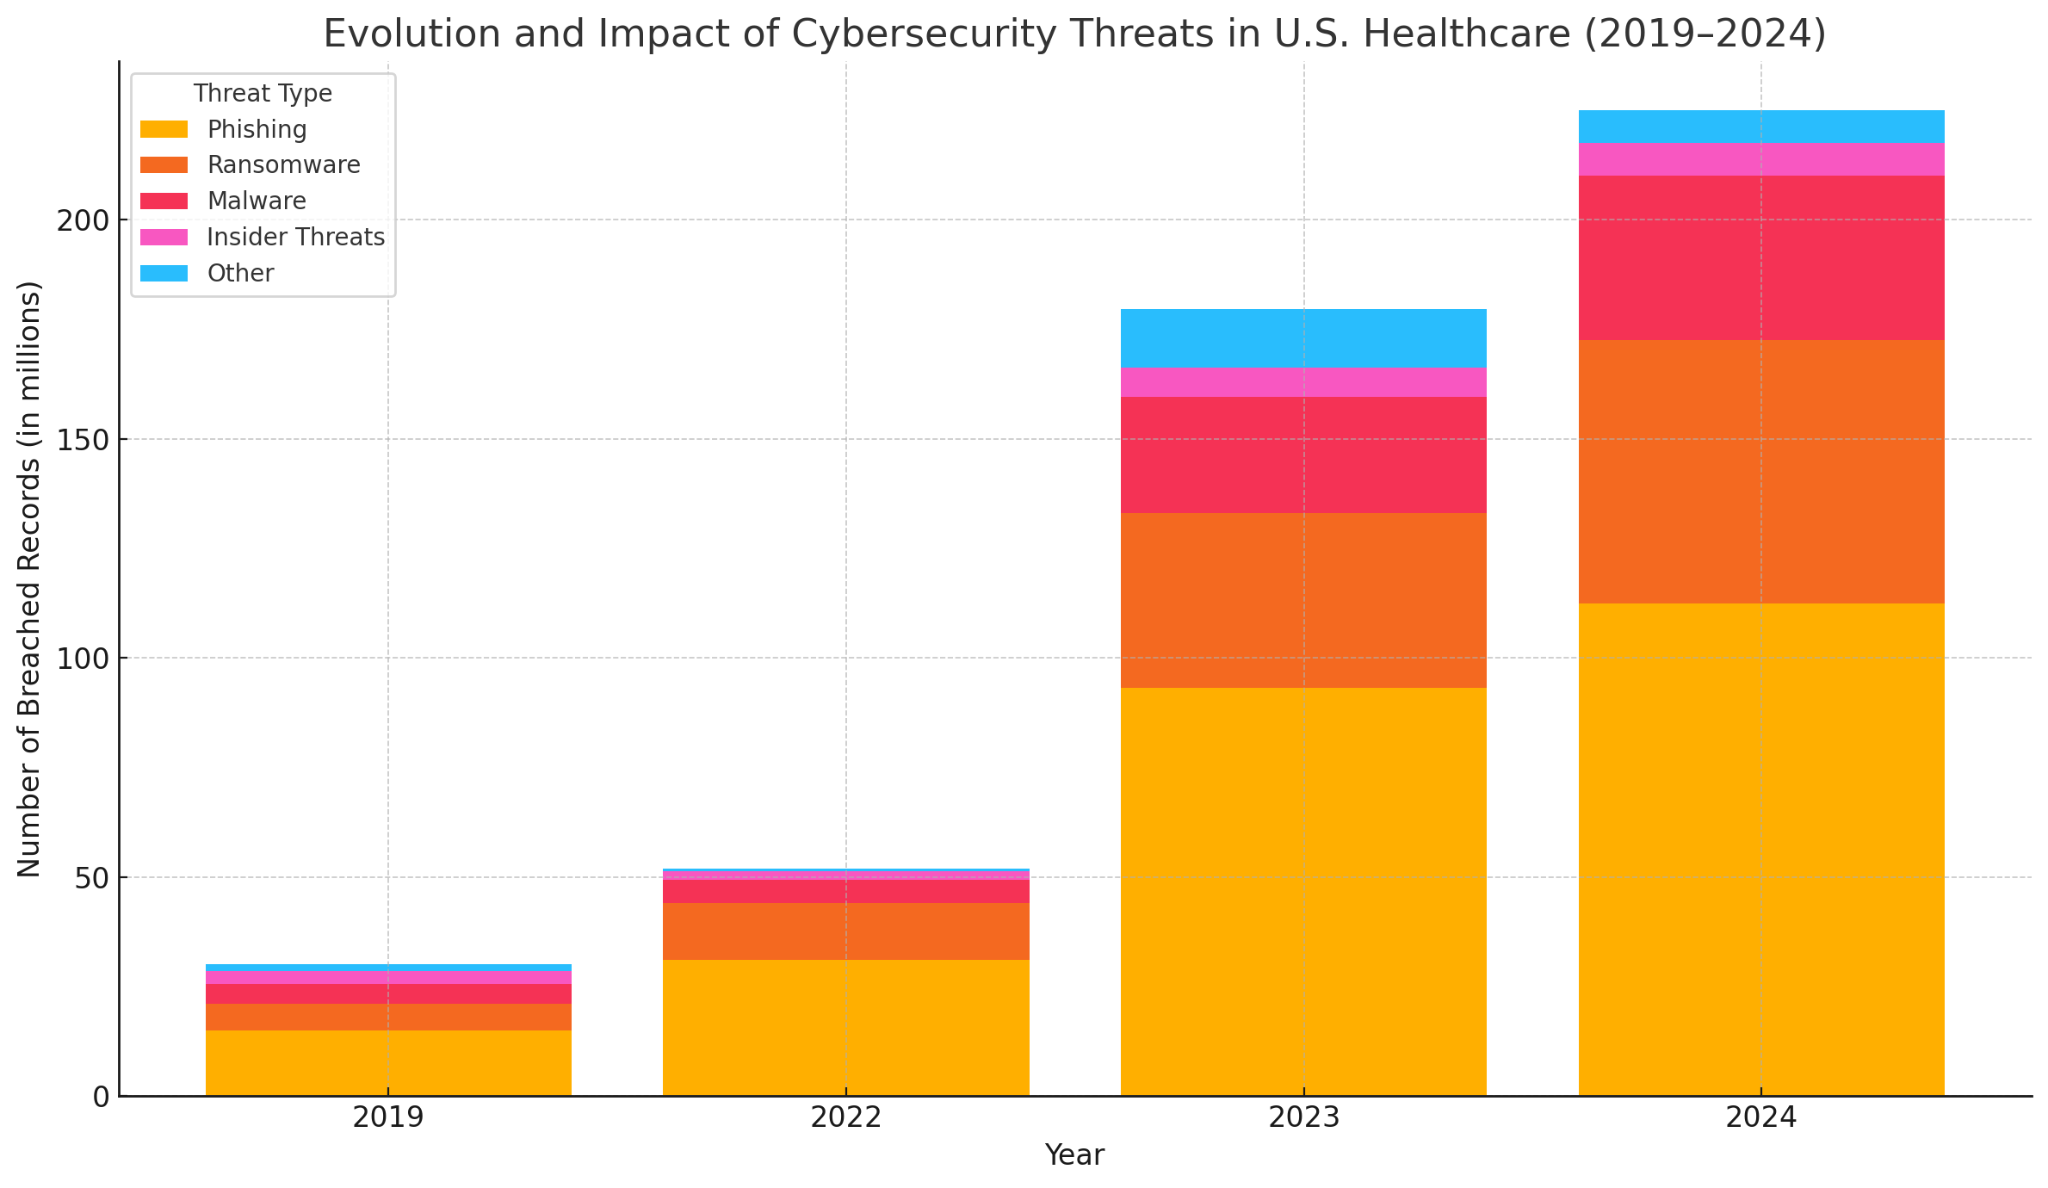 Evolution and Impact of Cybersecurity Threats in U.S. Healthcare (2019–2024)
Threat Type
Phishing
Ransomware
Malware
Insider Threats
Other
Number of Breached Records (in millions)
200
150
100
50
0
2019
2022
2023
2024
Year